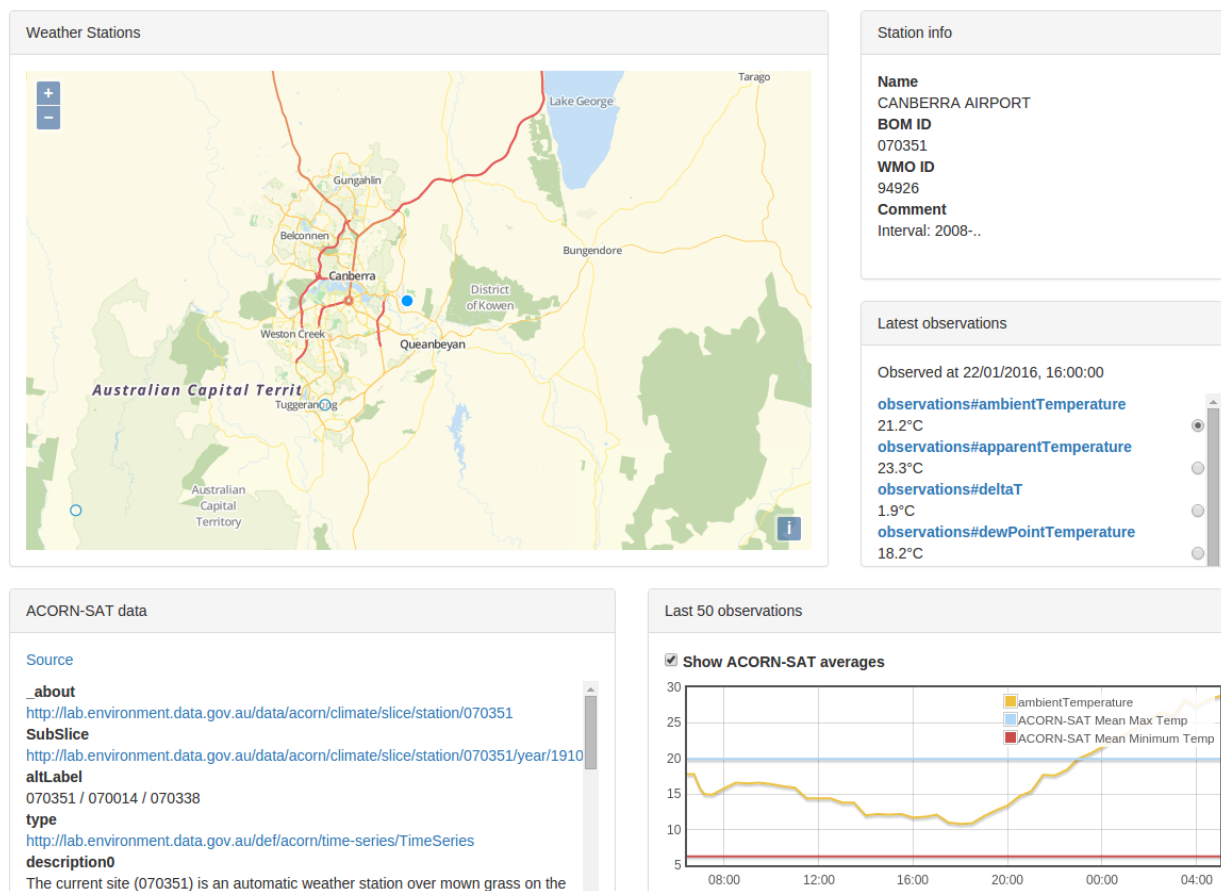 Weather Stations
+
−
Tarago
Lake George
Gungahlin
Belconnen
Bungendore
Canberra
District
of Kowen
Weston Creek
Queanbeyan
Australian Capital Territ
Tuggeranong
Australian
Capital
Territory
i
Station info
Name
CANBERRA AIRPORT
BOM ID
070351
WMO ID
94926
Comment
Interval: 2008-..
Latest observations
Observed at 22/01/2016, 16:00:00
observations#ambientTemperature
21.2°C
observations#apparentTemperature
23.3°C
observations#deltaT
1.9°C
observations#dewPointTemperature
18.2°C
ACORN-SAT data
Source
_about
http://lab.environment.data.gov.au/data/acorn/climate/slice/station/070351
SubSlice
http://lab.environment.data.gov.au/data/acorn/climate/slice/station/070351/year/1910
altLabel
070351 / 070014 / 070338
type
http://lab.environment.data.gov.au/def/acorn/time-series/TimeSeries
description0
The current site (070351) is an automatic weather station over mown grass on the
Last 50 observations
Show ACORN-SAT averages
ambientTemperature
ACORN-SAT Mean Max Temp
ACORN-SAT Mean Minimum Temp
30
25
20
15
10
5
08:00
12:00
16:00
20:00
00:00
04:00